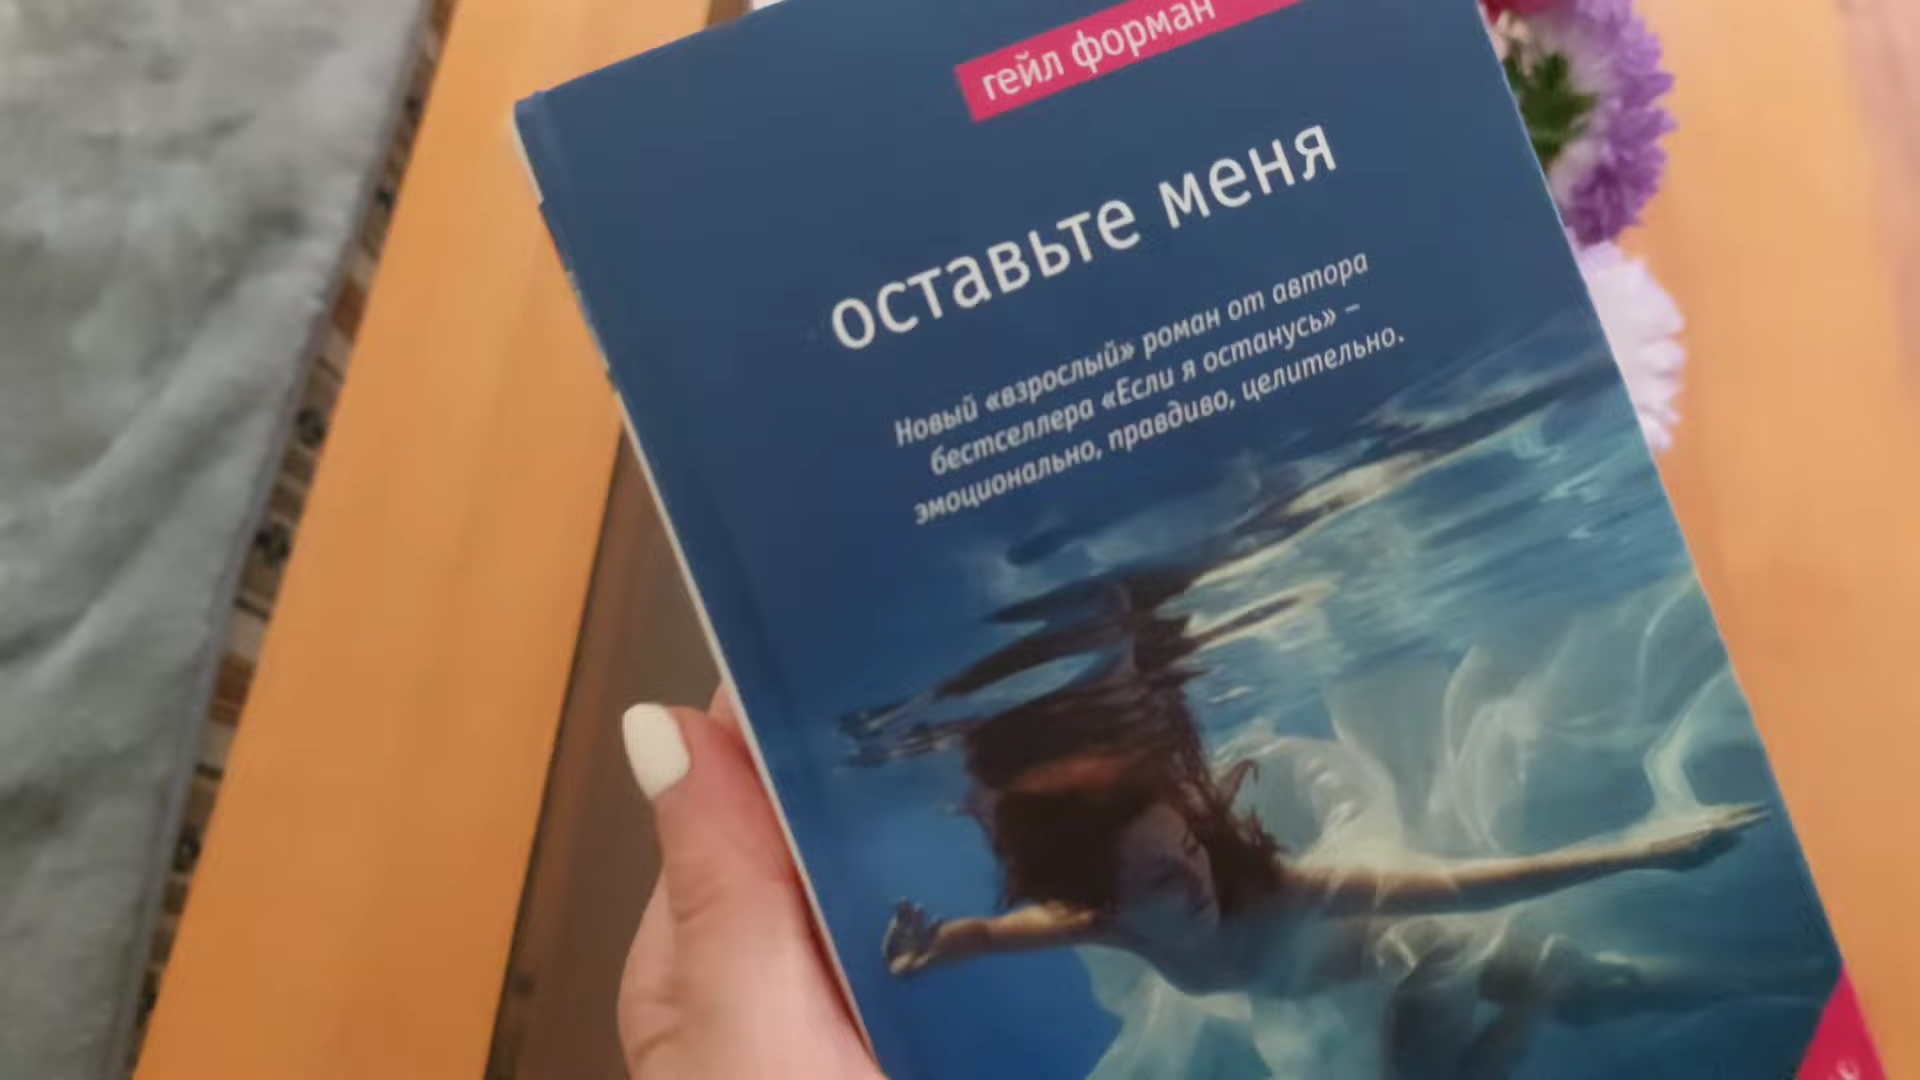 гейл форман
оставьте меня
Новый «взрослый» роман от автора
бестселлера «Если я останусь» –
эмоционально, правдиво, целительно.